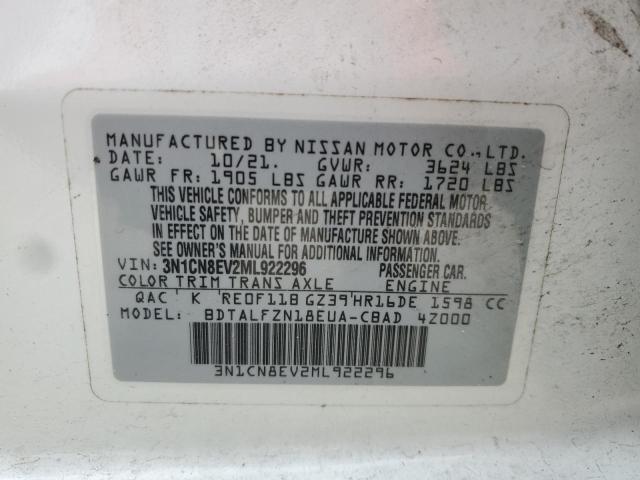 MANUFACTURED BY NISSAN MOTOR CO., LTD.
DATE: 10/21. GVWR: 3624 LBS
GAWR FR: 1905 LBS GAWR RR: 1720 LBS
THIS VEHICLE CONFORMS TO ALL APPLICABLE FEDERAL MOTOR
VEHICLE SAFETY, BUMPER AND THEFT PREVENTION STANDARDS
IN EFFECT ON THE DATE OF MANUFACTURE SHOWN ABOVE.
SEE OWNER'S MANUAL FOR ADDITIONAL INFORMATION.
VIN: 3N1CN8EV2ML922296 PASSENGER CAR.
COLOR TRIM TRANS AXLE ENGINE
QAC K RE0F11B GZ39 HR16DE 1598 CC
MODEL: BDTALFZN18EUA-CBAD 4Z000
3N1CN8EV2ML922296